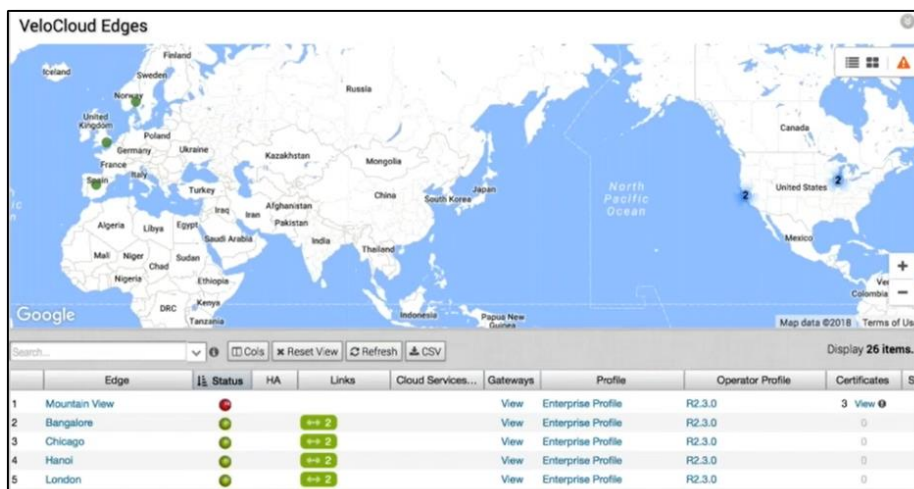 VeloCloud Edges
Finland
Iceland
Sweden
Norway
Russia
United
Kingdom
Canada
Poland
Germany
Ukraine
France
Kazakhstan
Mongolia
Spain
Italy
2
United States
Turkey
China
South Korea
Japan
North
Pacific
Ocean
2
Iraq
Iran
Afghanistan
Pakistan
Algeria
Libya
Egypt
Saudi Arabia
India
Mexico
Mali
Niger
Chad
Sudan
Thailand
Nigeria
Ethiopia
+
Ver
DRC
Kenya
Colombia
−
Tanzania
Indonesia
Papua New
Guinea
Google
Map data ©2018 Terms of Us
Search... Cols Reset View Refresh CSV Display 26 items.
Edge Status HA Links Cloud Services... Gateways Profile Operator Profile Certificates S
1 Mountain View View Enterprise Profile R2.3.0 3 View
2 Bangalore 2 View Enterprise Profile R2.3.0 0
3 Chicago 2 View Enterprise Profile R2.3.0 0
4 Hanoi 2 View Enterprise Profile R2.3.0 0
5 London 2 View Enterprise Profile R2.3.0 0